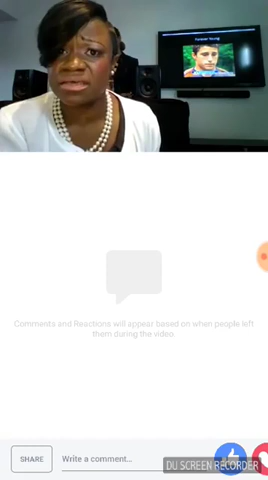 Forever Young
Comments and Reactions will appear based on when people left
them during the video.
SHARE
Write a comment...
DU SCREEN RECORDER